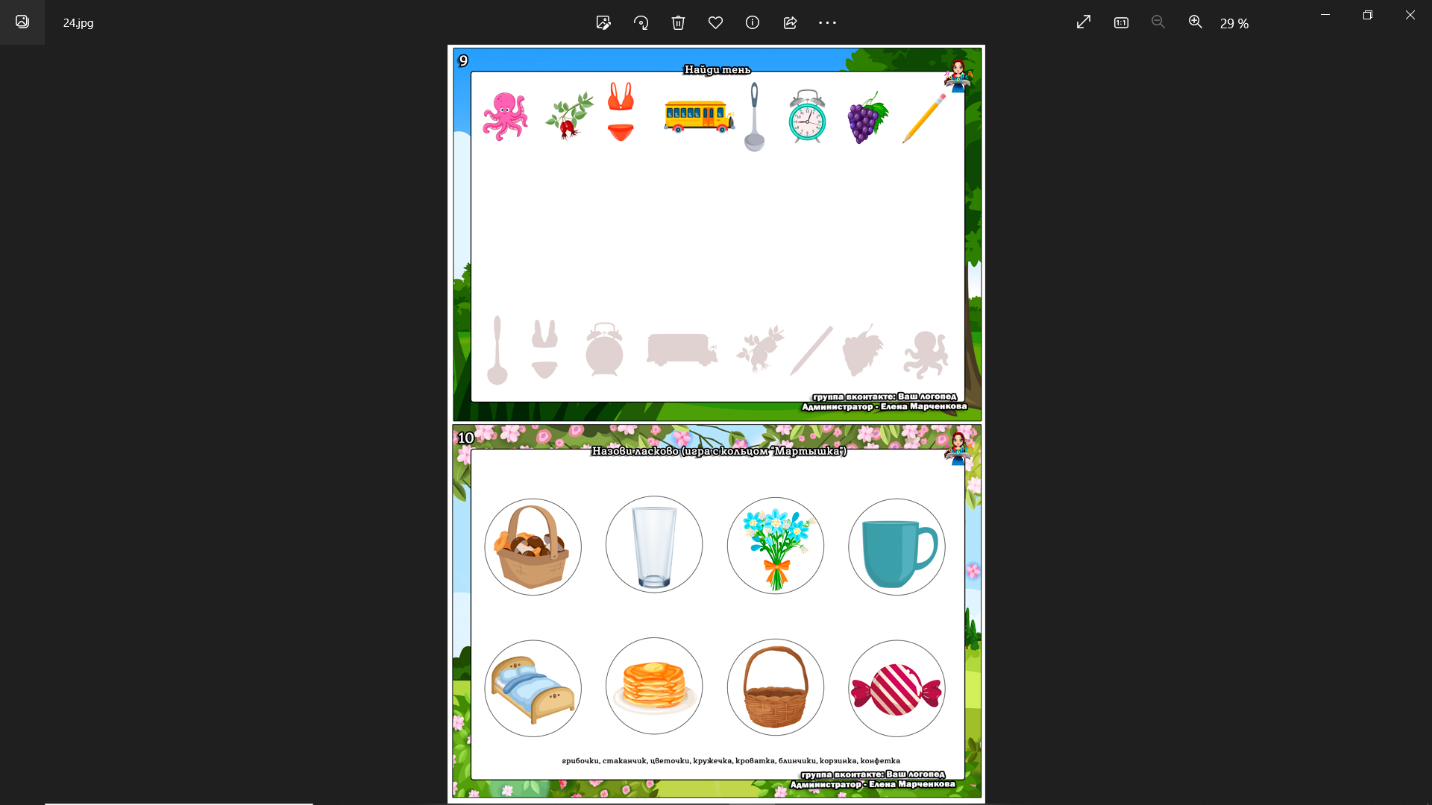 24.jpg
29 %
9
Найди тень
группа вконтакте: Ваш логопед
Администратор - Елена Марченкова
10
Назови ласково (игра с кольцом "Мартышка")
грибочки, стаканчик, цветочки, кружечка, кроватка, блинчики, корзинка, конфетка
группа вконтакте: Ваш логопед
Администратор - Елена Марченкова